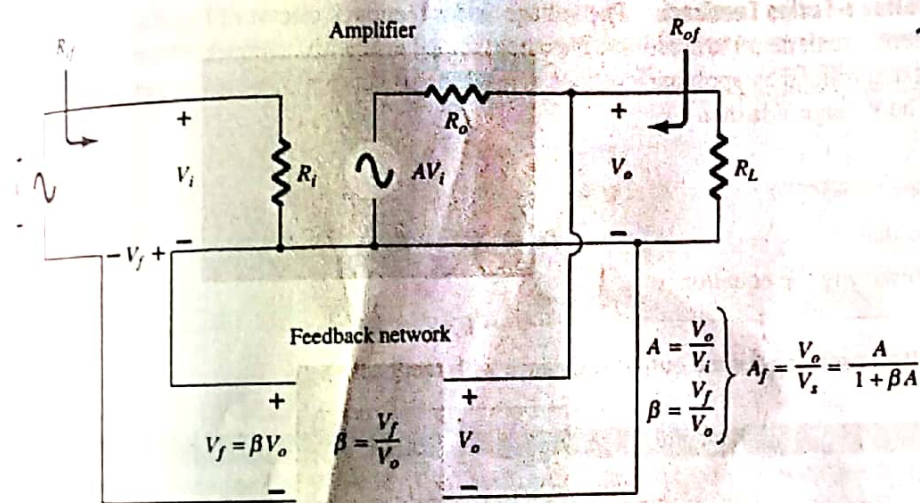 Amplifier
R_of
R_o
+
+
V_i
R_i
AV_i
V_o
R_L
−
−
− V_f +
Feedback network
A = V_o/V_i
A_f = V_o/V_s = A/(1 + βA)
β = V_f/V_o
+
+
V_f = βV_o
β = V_f/V_o
V_o
−
−